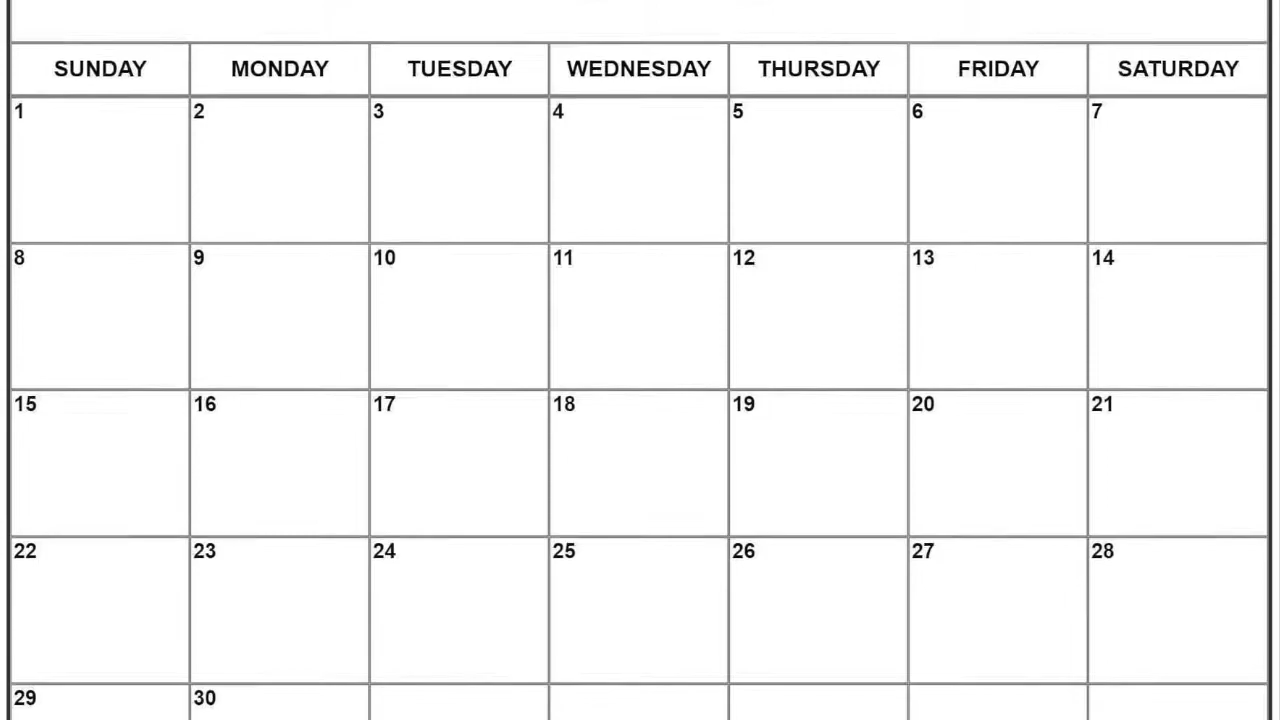 SUNDAY MONDAY TUESDAY WEDNESDAY THURSDAY FRIDAY SATURDAY
1 2 3 4 5 6 7
8 9 10 11 12 13 14
15 16 17 18 19 20 21
22 23 24 25 26 27 28
29 30